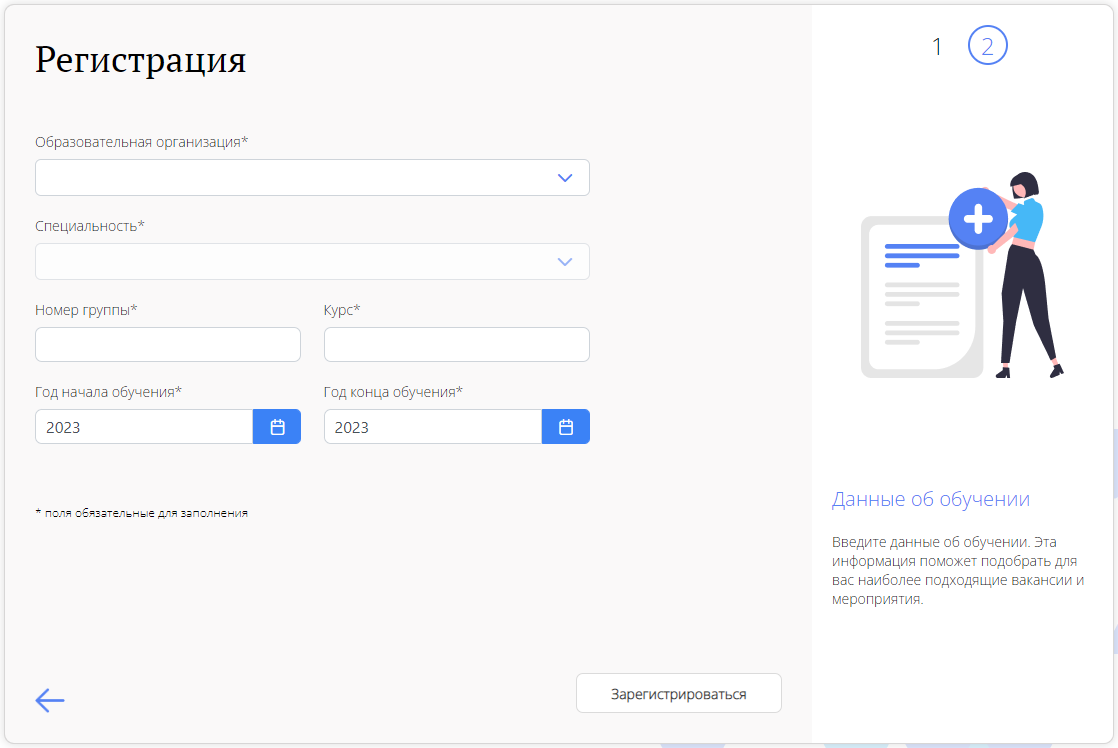 Регистрация
1 2
Образовательная организация*
Специальность*
Номер группы* Курс*
Год начала обучения* Год конца обучения*
2023 2023
* поля обязательные для заполнения
Данные об обучении
Введите данные об обучении. Эта
информация поможет подобрать для
вас наиболее подходящие вакансии и
мероприятия.
Зарегистрироваться